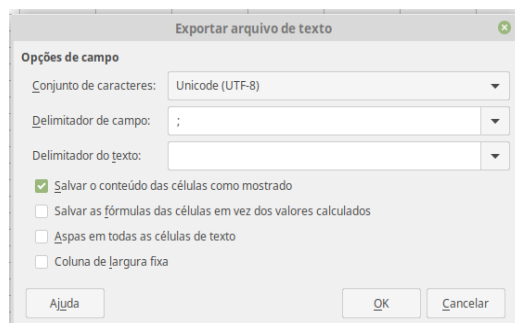 Exportar arquivo de texto
Opções de campo
Conjunto de caracteres: Unicode (UTF-8)
Delimitador de campo: ;
Delimitador do texto:
Salvar o conteúdo das células como mostrado
Salvar as fórmulas das células em vez dos valores calculados
Aspas em todas as células de texto
Coluna de largura fixa
Ajuda OK Cancelar